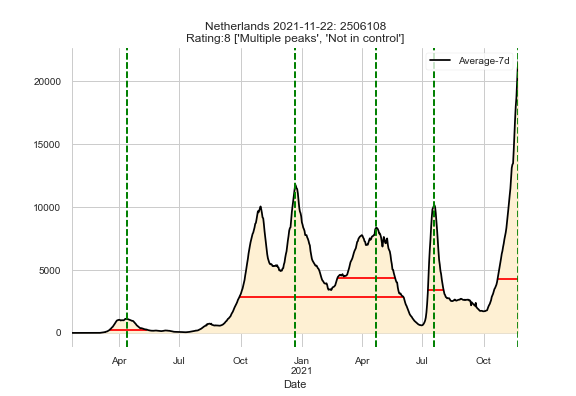 Netherlands 2021-11-22: 2506108
Rating:8 ['Multiple peaks', 'Not in control']
Average-7d
20000
15000
10000
5000
0
Apr Jul Oct Jan Apr Jul Oct
2021
Date